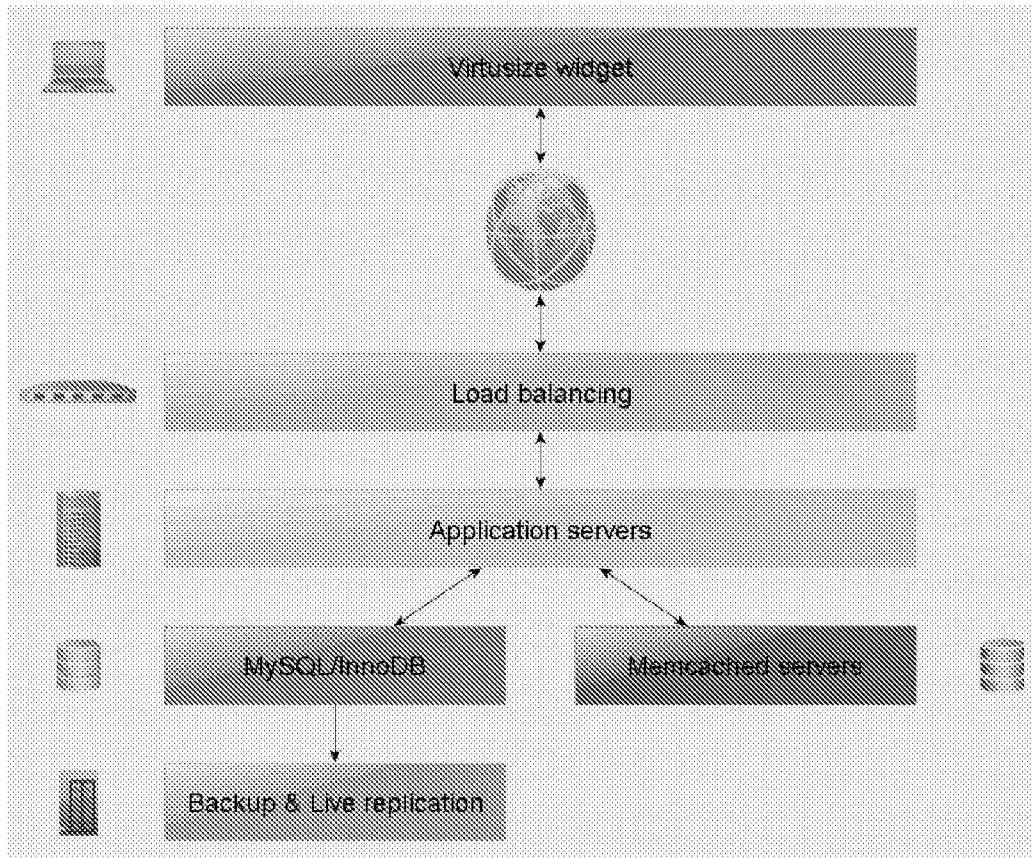 Virtusize widget
Load balancing
Application servers
MySQL/InnoDB
Memcached servers
Backup & Live replication